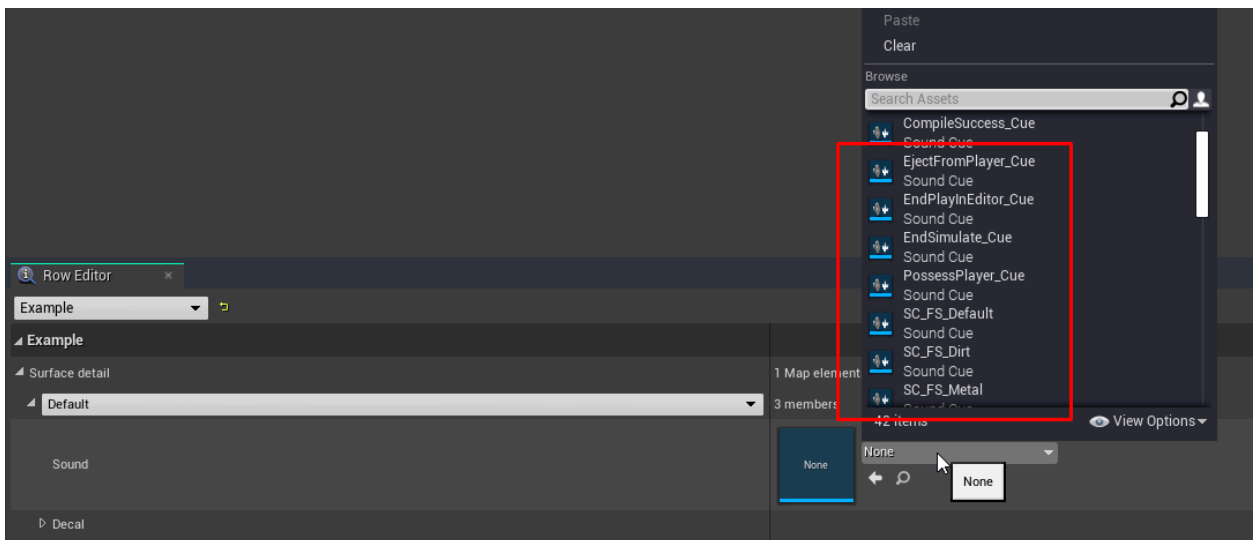 Paste
Clear
Browse
Search Assets
CompileSuccess_Cue
Sound Cue
EjectFromPlayer_Cue
Sound Cue
EndPlayInEditor_Cue
Sound Cue
EndSimulate_Cue
Sound Cue
PossessPlayer_Cue
Sound Cue
SC_FS_Default
Sound Cue
SC_FS_Dirt
Sound Cue
SC_FS_Metal
Sound Cue
42 items
View Options
Row Editor
Example
Example
Surface detail
1 Map element
Default
3 members
Sound
None
None
None
Decal